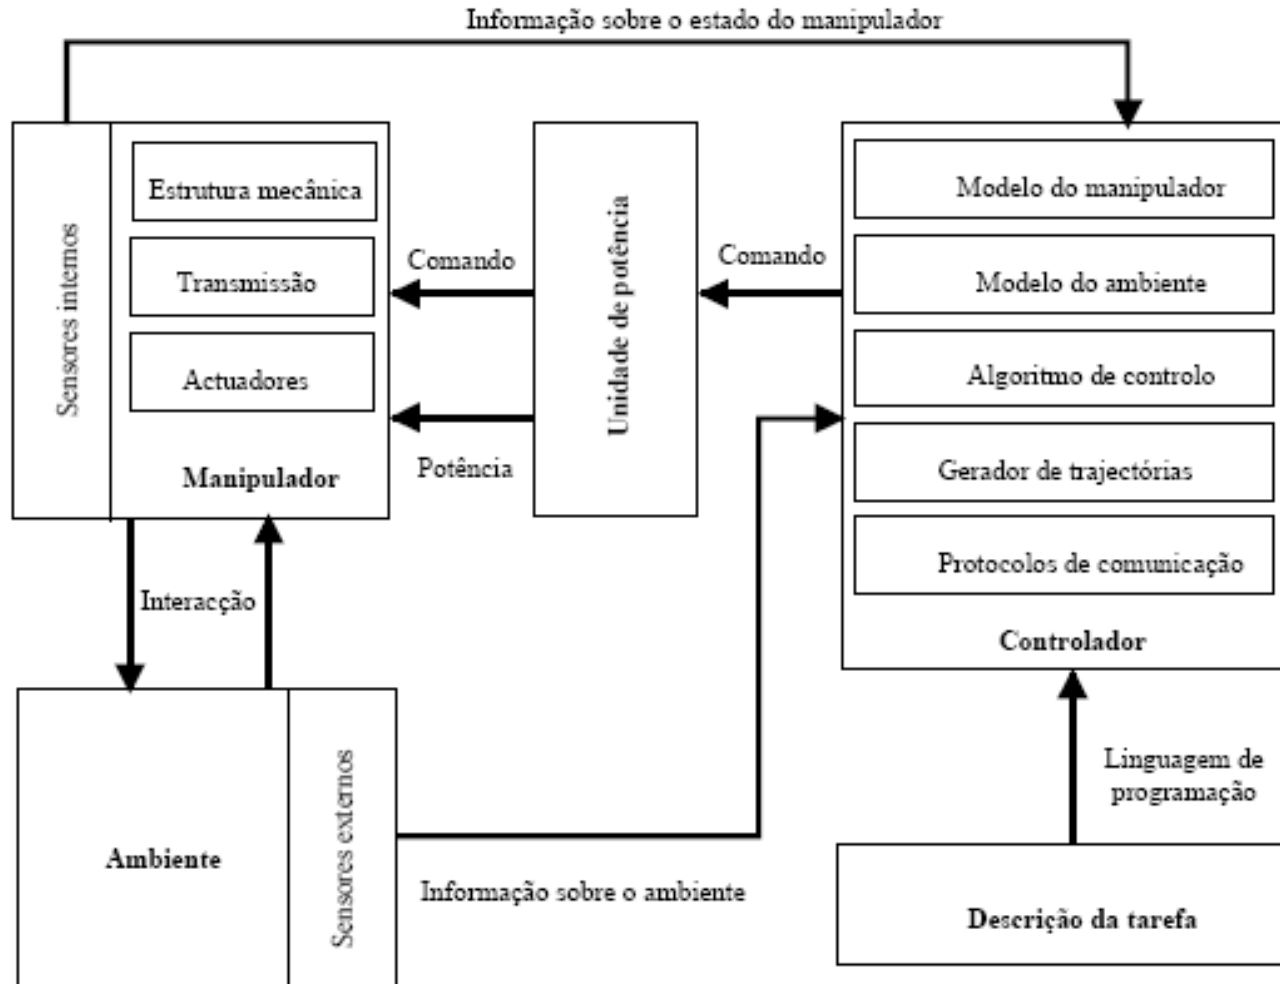 Informação sobre o estado do manipulador
Sensores internos
Estrutura mecânica
Transmissão
Actuadores
Manipulador
Comando
Potência
Unidade de potência
Comando
Modelo do manipulador
Modelo do ambiente
Algoritmo de controlo
Gerador de trajectórias
Protocolos de comunicação
Controlador
Interacção
Ambiente
Sensores externos
Informação sobre o ambiente
Linguagem de
programação
Descrição da tarefa